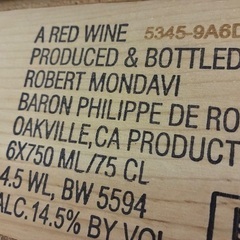 A RED WINE 5345-9A6D
PRODUCED & BOTTLED
ROBERT MONDAVI
BARON PHILIPPE DE RO
OAKVILLE, CA PRODUCT
6X750 ML/75 CL
4.5 WL, BW 5594
ALC. 14.5% BY VOL